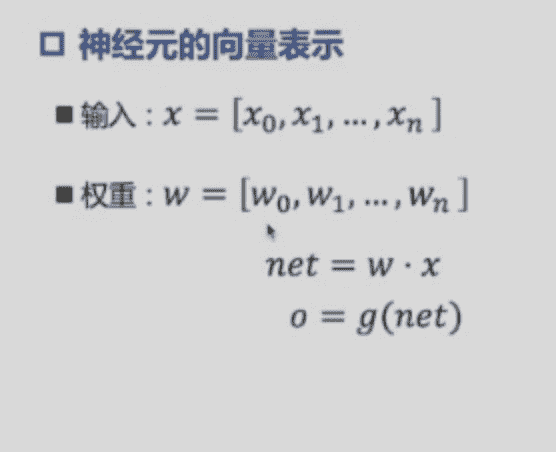 神经元的向量表示
输入：x = [x₀, x₁, ..., xₙ]
权重：w = [w₀, w₁, ..., wₙ]
net = w · x
o = g(net)